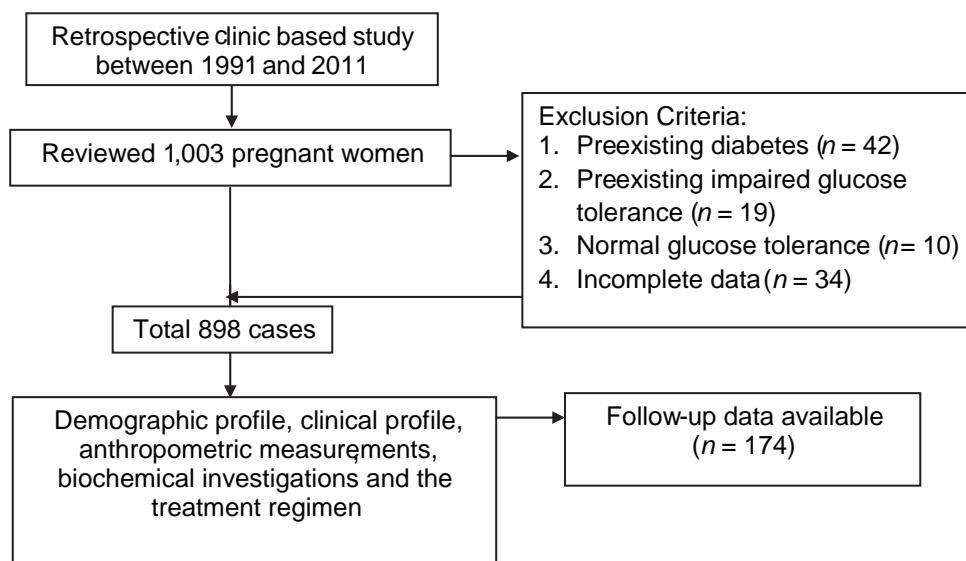 Retrospective clinic based study
between 1991 and 2011
Reviewed 1,003 pregnant women
Exclusion Criteria:
1. Preexisting diabetes (n = 42)
2. Preexisting impaired glucose
tolerance (n = 19)
3. Normal glucose tolerance (n= 10)
4. Incomplete data (n = 34)
Total 898 cases
Demographic profile, clinical profile,
anthropometric measurements,
biochemical investigations and the
treatment regimen
Follow-up data available
(n = 174)